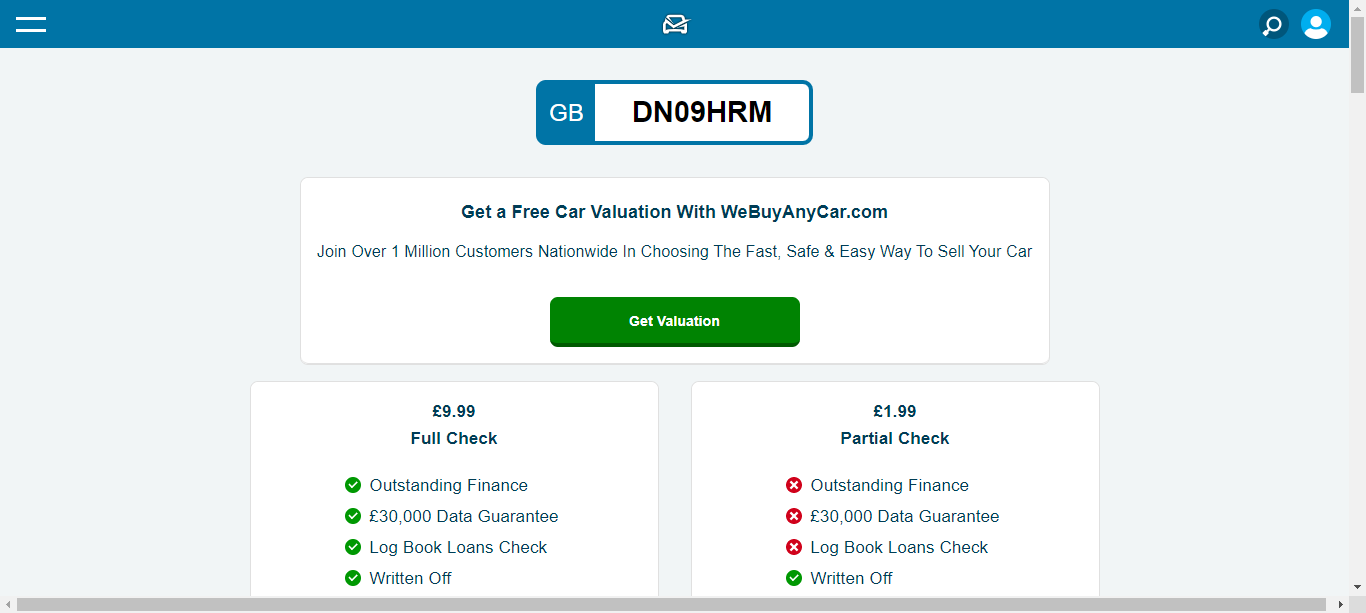 GB
DN09HRM
Get a Free Car Valuation With WeBuyAnyCar.com
Join Over 1 Million Customers Nationwide In Choosing The Fast, Safe & Easy Way To Sell Your Car
Get Valuation
£9.99
Full Check
Outstanding Finance
£30,000 Data Guarantee
Log Book Loans Check
Written Off
£1.99
Partial Check
Outstanding Finance
£30,000 Data Guarantee
Log Book Loans Check
Written Off